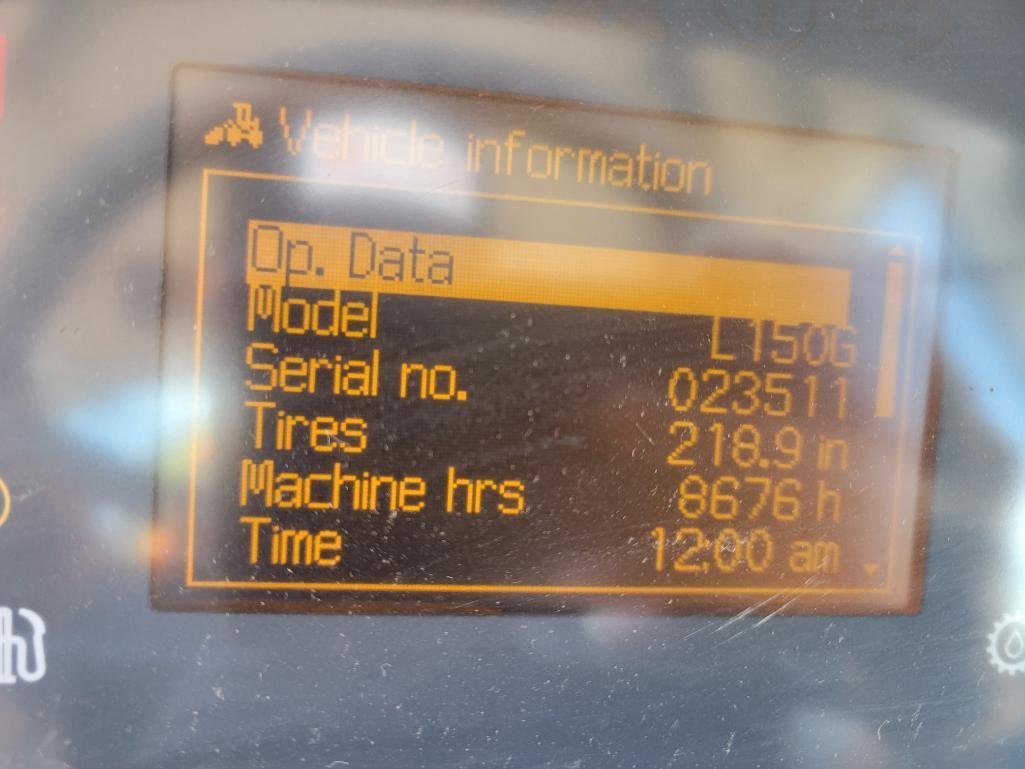 Vehicle information
Op. Data
Model L150G
Serial no. 023511
Tires 218.9 in
Machine hrs 8676 h
Time 12:00 am